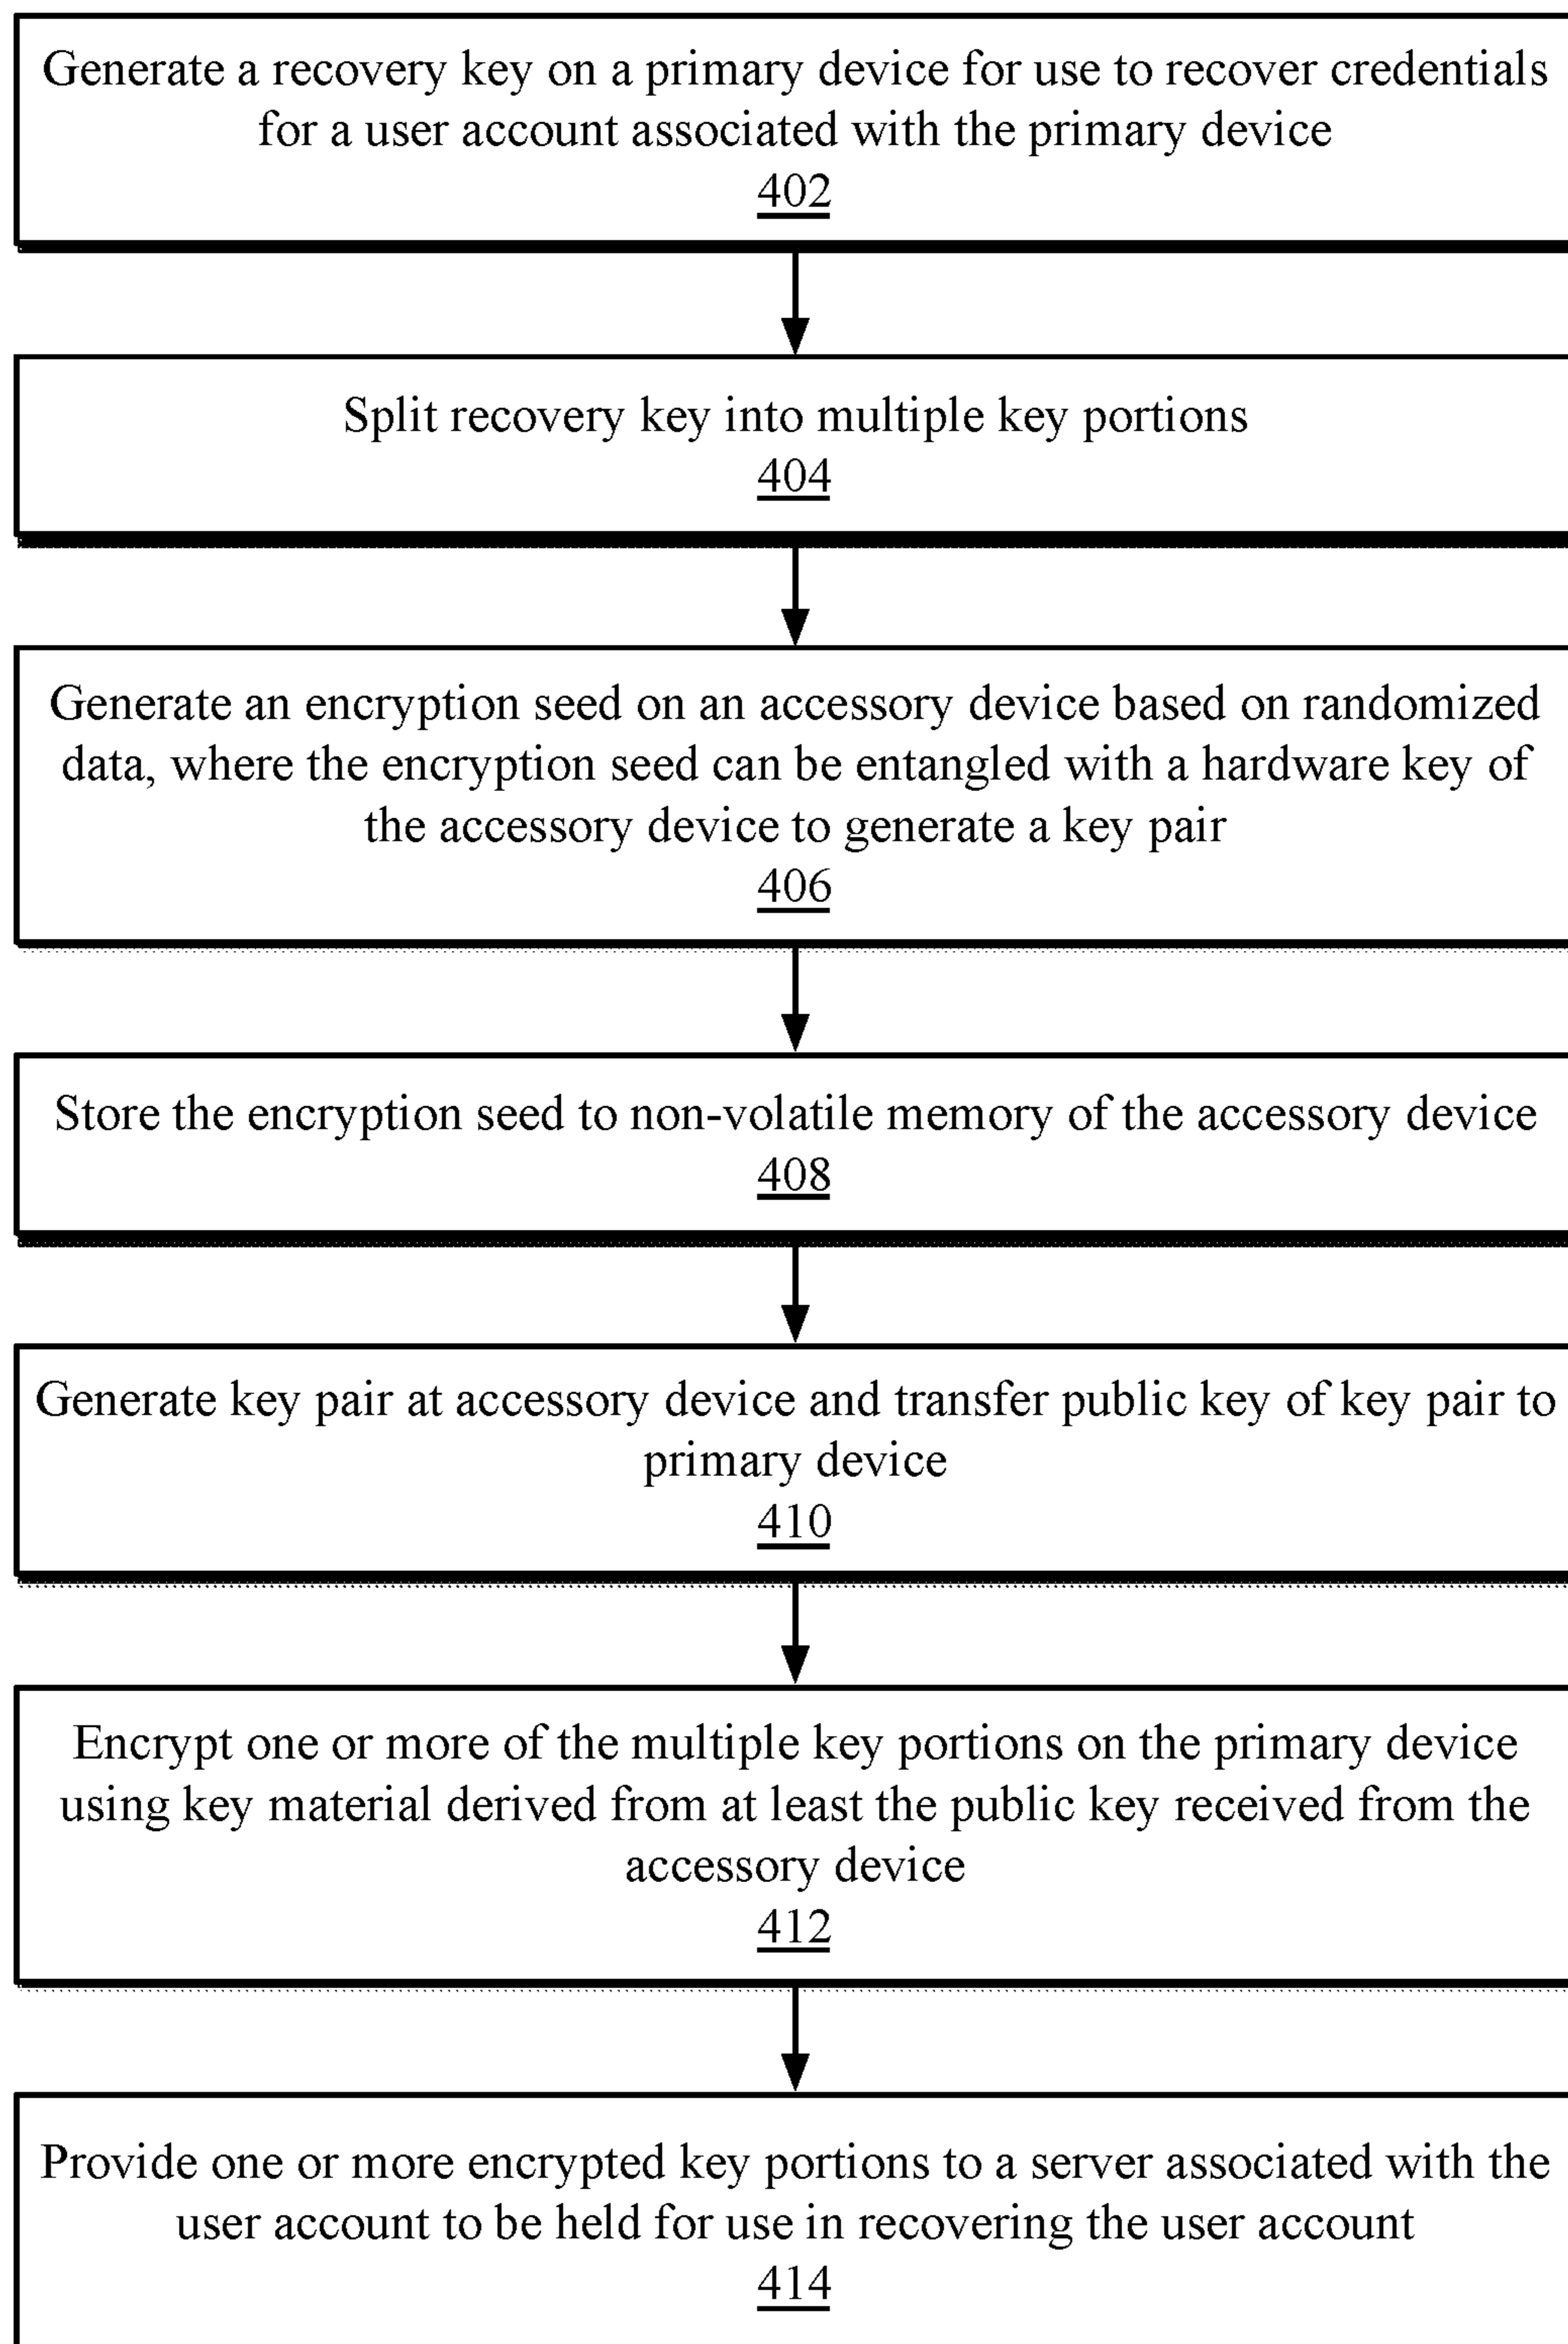 Generate a recovery key on a primary device for use to recover credentials
for a user account associated with the primary device
402
Split recovery key into multiple key portions
404
Generate an encryption seed on an accessory device based on randomized
data, where the encryption seed can be entangled with a hardware key of
the accessory device to generate a key pair
406
Store the encryption seed to non-volatile memory of the accessory device
408
Generate key pair at accessory device and transfer public key of key pair to
primary device
410
Encrypt one or more of the multiple key portions on the primary device
using key material derived from at least the public key received from the
accessory device
412
Provide one or more encrypted key portions to a server associated with the
user account to be held for use in recovering the user account
414